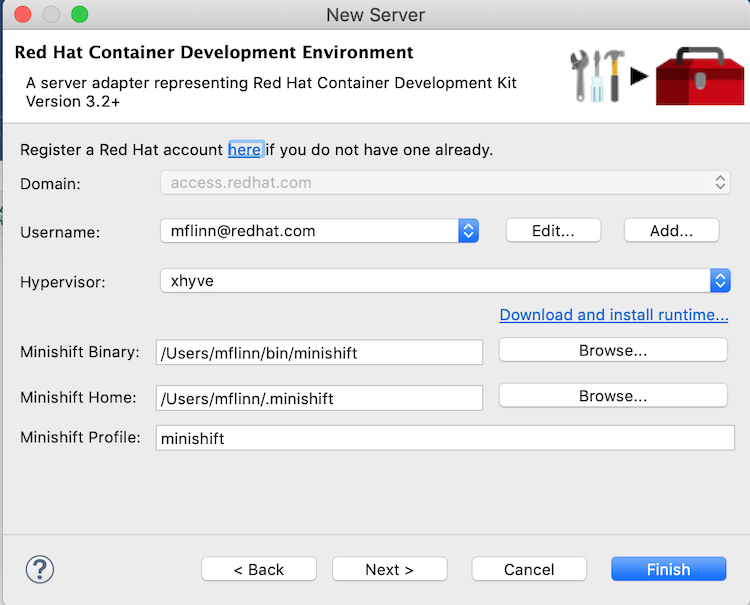 New Server
Red Hat Container Development Environment
A server adapter representing Red Hat Container Development Kit
Version 3.2+
Register a Red Hat account here if you do not have one already.
Domain: access.redhat.com
Username: mflinn@redhat.com Edit... Add...
Hypervisor: xhyve
Download and install runtime...
Minishift Binary: /Users/mflinn/bin/minishift Browse...
Minishift Home: /Users/mflinn/.minishift Browse...
Minishift Profile: minishift
? < Back Next > Cancel Finish